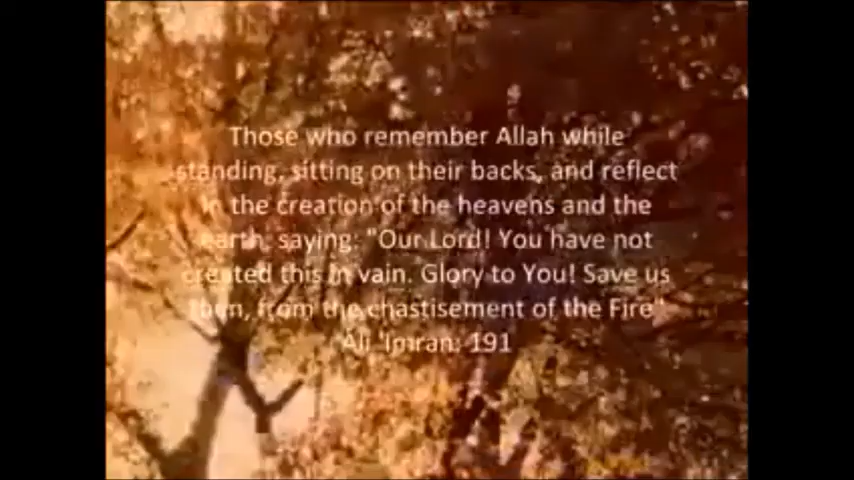 Those who remember Allah while
standing, sitting on their backs, and reflect
in the creation of the heavens and the
earth, saying: "Our Lord! You have not
created this in vain. Glory to You! Save us
then, from the chastisement of the Fire"
Ali 'Imran: 191